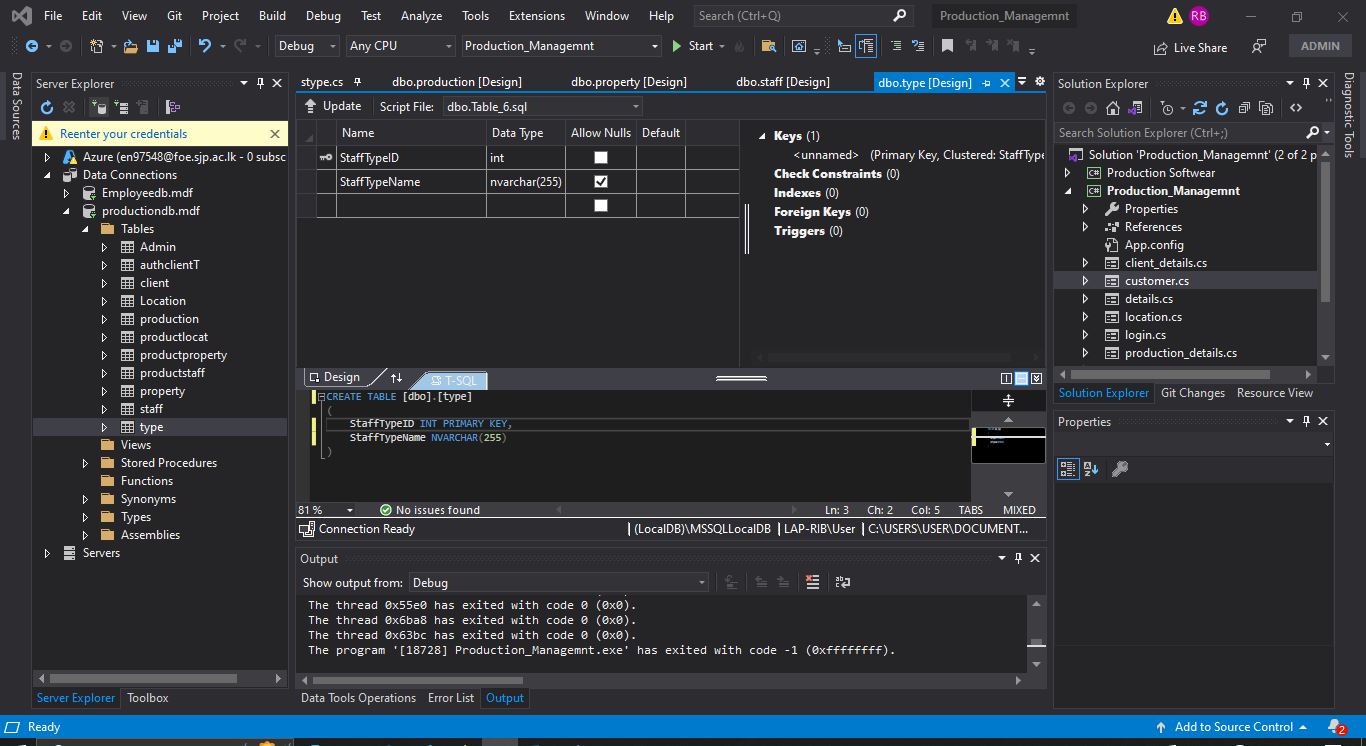 File Edit View Git Project Build Debug Test Analyze Tools Extensions Window Help Search (Ctrl+Q) Production_Managemnt RB
Debug Any CPU Production_Managemnt Start Live Share ADMIN
Data Sources
Server Explorer
Reenter your credentials
Azure (en97548@foe.sjp.ac.lk - 0 subsc
Data Connections
Employeedb.mdf
productiondb.mdf
Tables
Admin
authclientT
client
Location
production
productlocat
productproperty
productstaff
property
staff
type
Views
Stored Procedures
Functions
Synonyms
Types
Assemblies
Servers
Server Explorer Toolbox
stype.cs dbo.production [Design] dbo.property [Design] dbo.staff [Design] dbo.type [Design]
Update Script File: dbo.Table_6.sql
Name Data Type Allow Nulls Default
StaffTypeID int
StaffTypeName nvarchar(255)
Keys (1)
<unnamed> (Primary Key, Clustered: StaffType
Check Constraints (0)
Indexes (0)
Foreign Keys (0)
Triggers (0)
Design T-SQL
CREATE TABLE [dbo].[type]
(
StaffTypeID INT PRIMARY KEY,
StaffTypeName NVARCHAR(255)
)
81 % No issues found Ln: 3 Ch: 2 Col: 5 TABS MIXED
Connection Ready (LocalDB)\MSSQLLocalDB LAP-RIB\User C:\USERS\USER\DOCUMENT...
Output
Show output from: Debug
The thread 0x55e0 has exited with code 0 (0x0).
The thread 0x6ba8 has exited with code 0 (0x0).
The thread 0x63bc has exited with code 0 (0x0).
The program '[18728] Production_Managemnt.exe' has exited with code -1 (0xffffffff).
Data Tools Operations Error List Output
Solution Explorer
Search Solution Explorer (Ctrl+;)
Solution 'Production_Managemnt' (2 of 2 p
Production Softwear
Production_Managemnt
Properties
References
App.config
client_details.cs
customer.cs
details.cs
location.cs
login.cs
production_details.cs
Solution Explorer Git Changes Resource View
Properties
Diagnostic Tools
Ready Add to Source Control 2